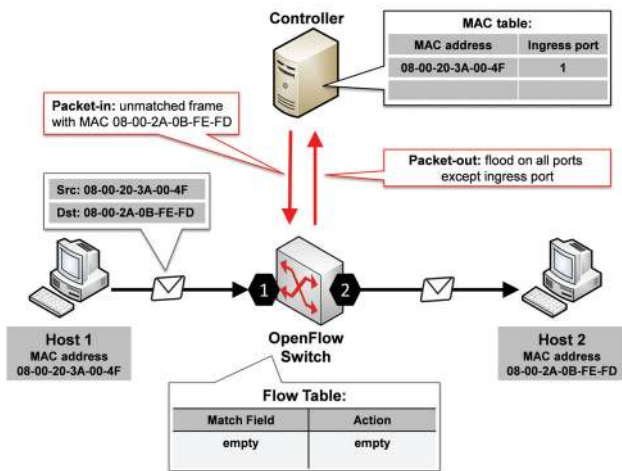 Controller
MAC table:
MAC address Ingress port
08-00-20-3A-00-4F 1
Packet-in: unmatched frame
with MAC 08-00-2A-0B-FE-FD
Packet-out: flood on all ports
except ingress port
Src: 08-00-20-3A-00-4F
Dst: 08-00-2A-0B-FE-FD
1
2
Host 1
MAC address
08-00-20-3A-00-4F
OpenFlow
Switch
Host 2
MAC address
08-00-2A-0B-FE-FD
Flow Table:
Match Field Action
empty empty